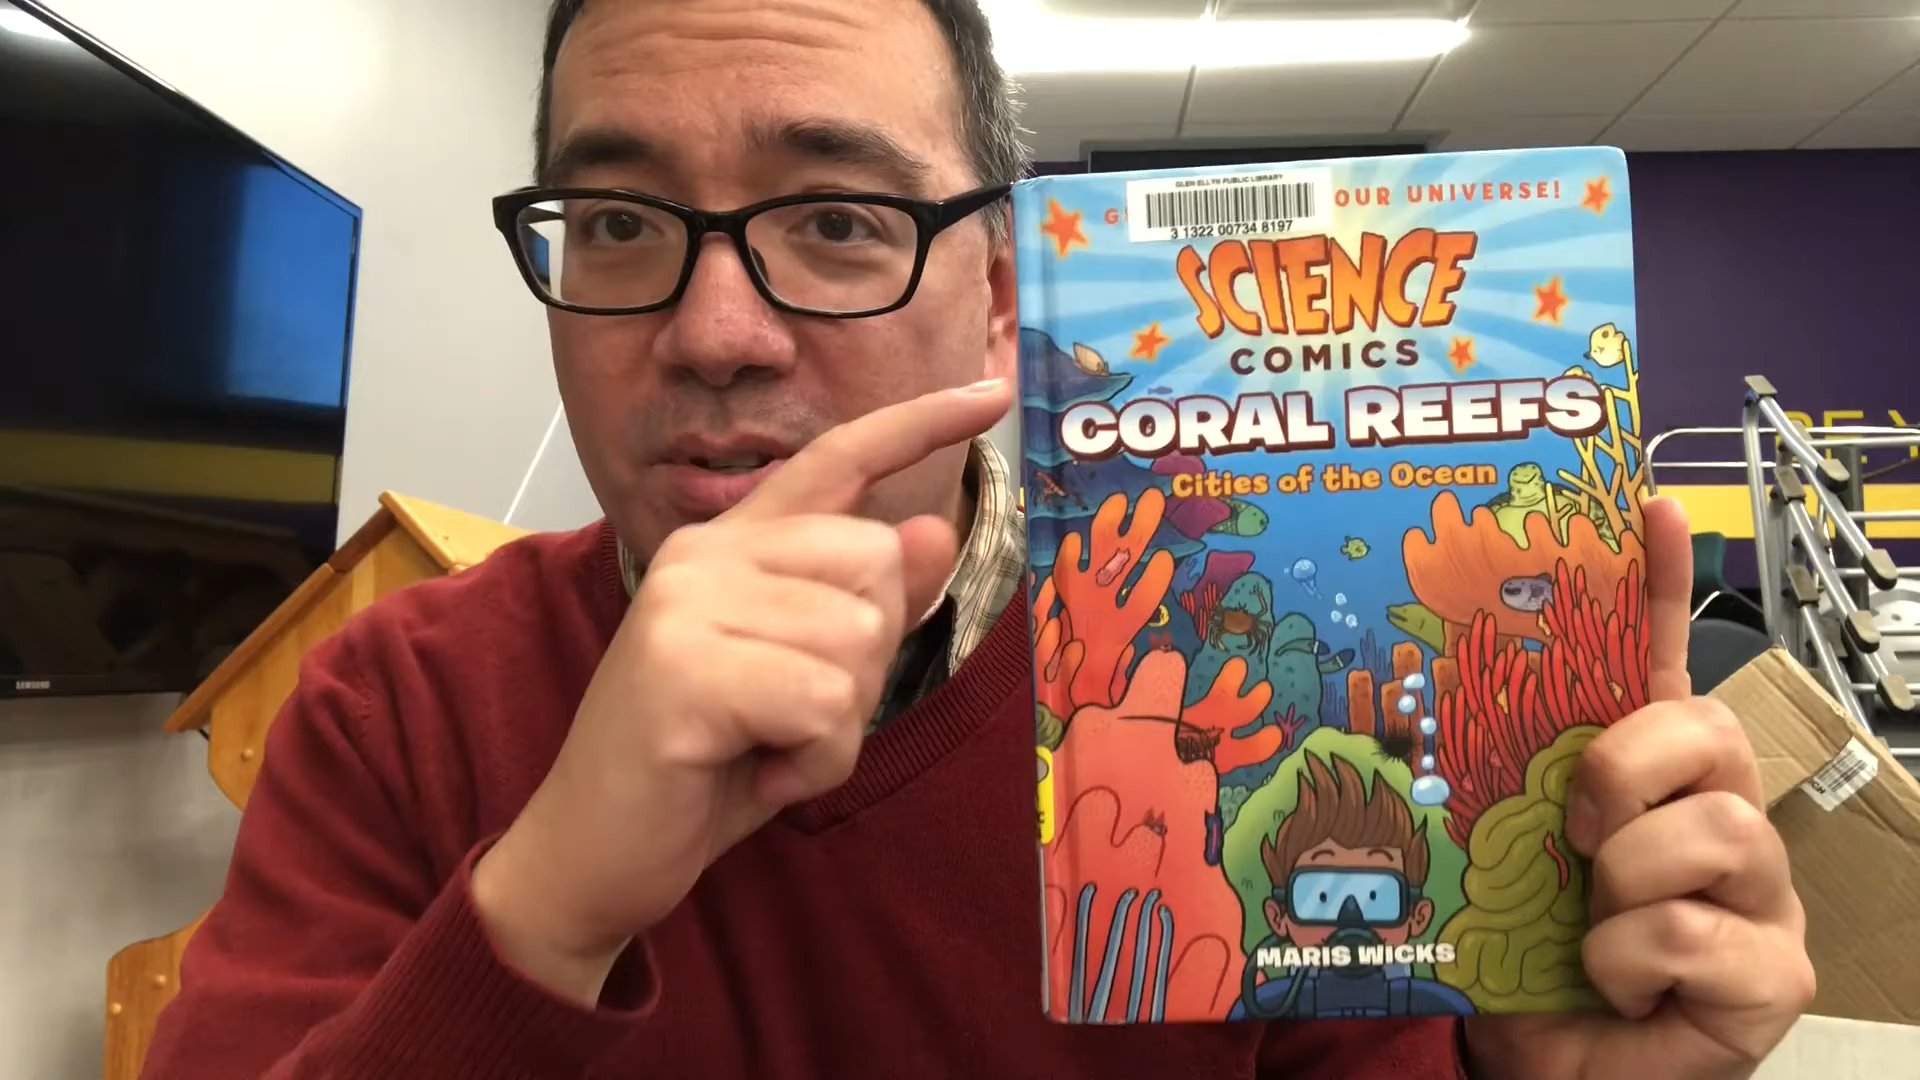 GLEN ELLYN PUBLIC LIBRARY
3 1322 00734 8197
OUR UNIVERSE!
SCIENCE
COMICS
CORAL REEFS
Cities of the Ocean
MARIS WICKS
SAMSUNG